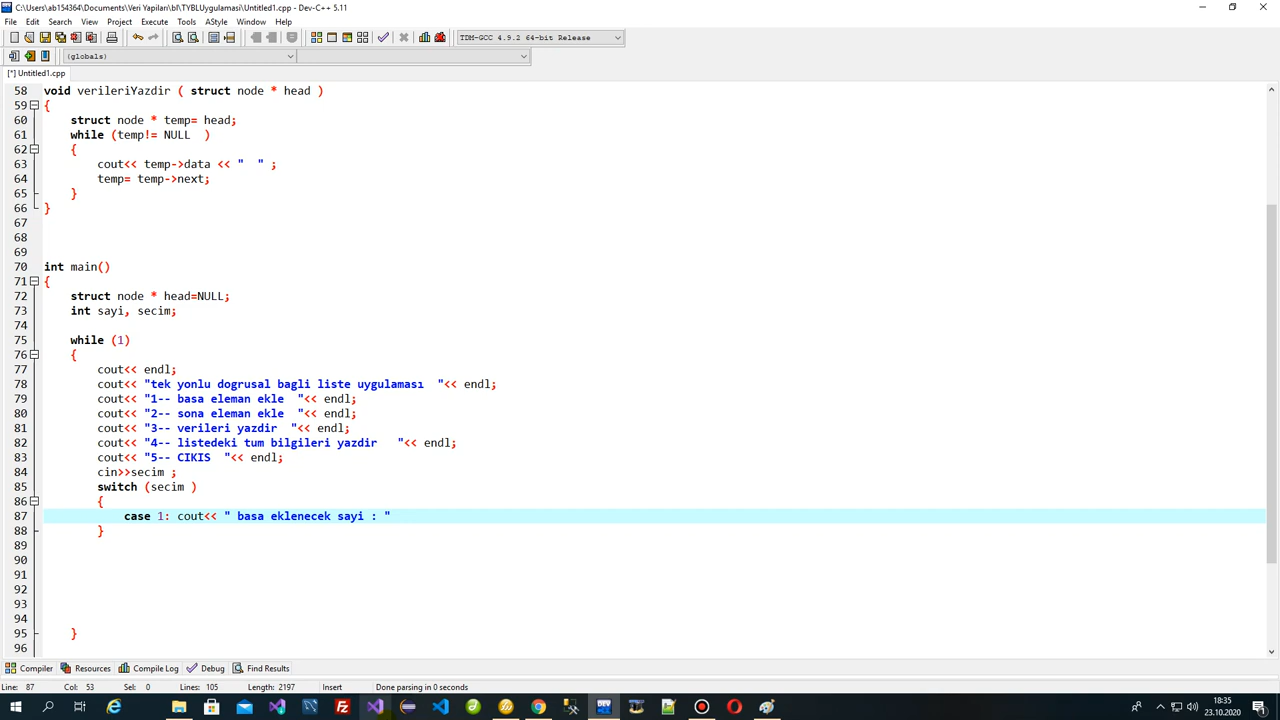 C:\Users\ab154364\Documents\Veri Yapilan\bl\TYBLUygulamasi\Untitled1.cpp - Dev-C++ 5.11
File Edit Search View Project Execute Tools AStyle Window Help
TDM-GCC 4.9.2 64-bit Release
(globals)
[*] Untitled1.cpp
58 void verileriYazdir ( struct node * head )
59 {
60 struct node * temp= head;
61 while (temp!= NULL )
62 {
63 cout<< temp->data << "  " ;
64 temp= temp->next;
65 }
66 }
67
68
69
70 int main()
71 {
72 struct node * head=NULL;
73 int sayi, secim;
74
75 while (1)
76 {
77 cout<< endl;
78 cout<< "tek yonlu dogrusal bagli liste uygulaması  "<< endl;
79 cout<< "1-- basa eleman ekle  "<< endl;
80 cout<< "2-- sona eleman ekle  "<< endl;
81 cout<< "3-- verileri yazdir  "<< endl;
82 cout<< "4-- listedeki tum bilgileri yazdir   "<< endl;
83 cout<< "5-- CIKIS  "<< endl;
84 cin>>secim ;
85 switch (secim )
86 {
87 case 1: cout<< " basa eklenecek sayi : "
88 }
89
90
91
92
93
94
95 }
96
Compiler Resources Compile Log Debug Find Results
Line: 87 Col: 53 Sel: 0 Lines: 105 Length: 2197 Insert Done parsing in 0 seconds
18:35
23.10.2020